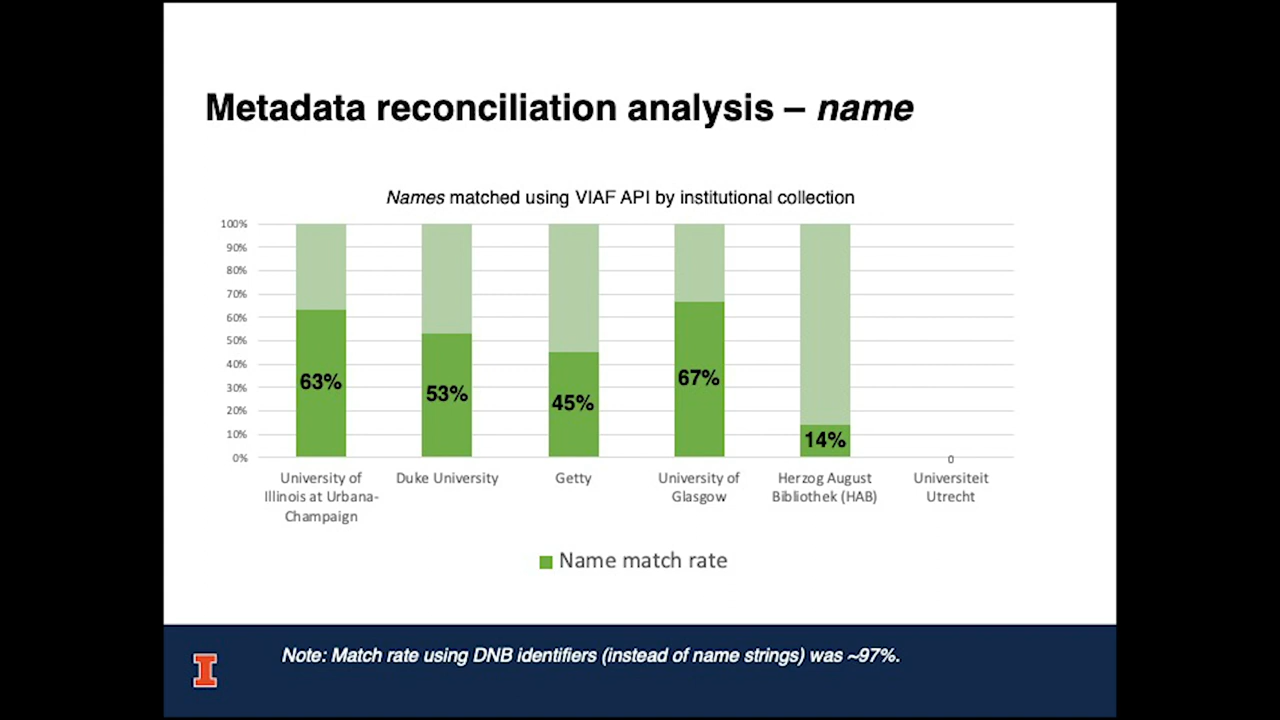 Metadata reconciliation analysis – name
Names matched using VIAF API by institutional collection
100%
90%
80%
70%
60%
50%
40%
30%
20%
10%
0%
63%
53%
45%
67%
14%
0
University of
Illinois at Urbana-
Champaign
Duke University
Getty
University of
Glasgow
Herzog August
Bibliothek (HAB)
Universiteit
Utrecht
Name match rate
Note: Match rate using DNB identifiers (instead of name strings) was ~97%.
I